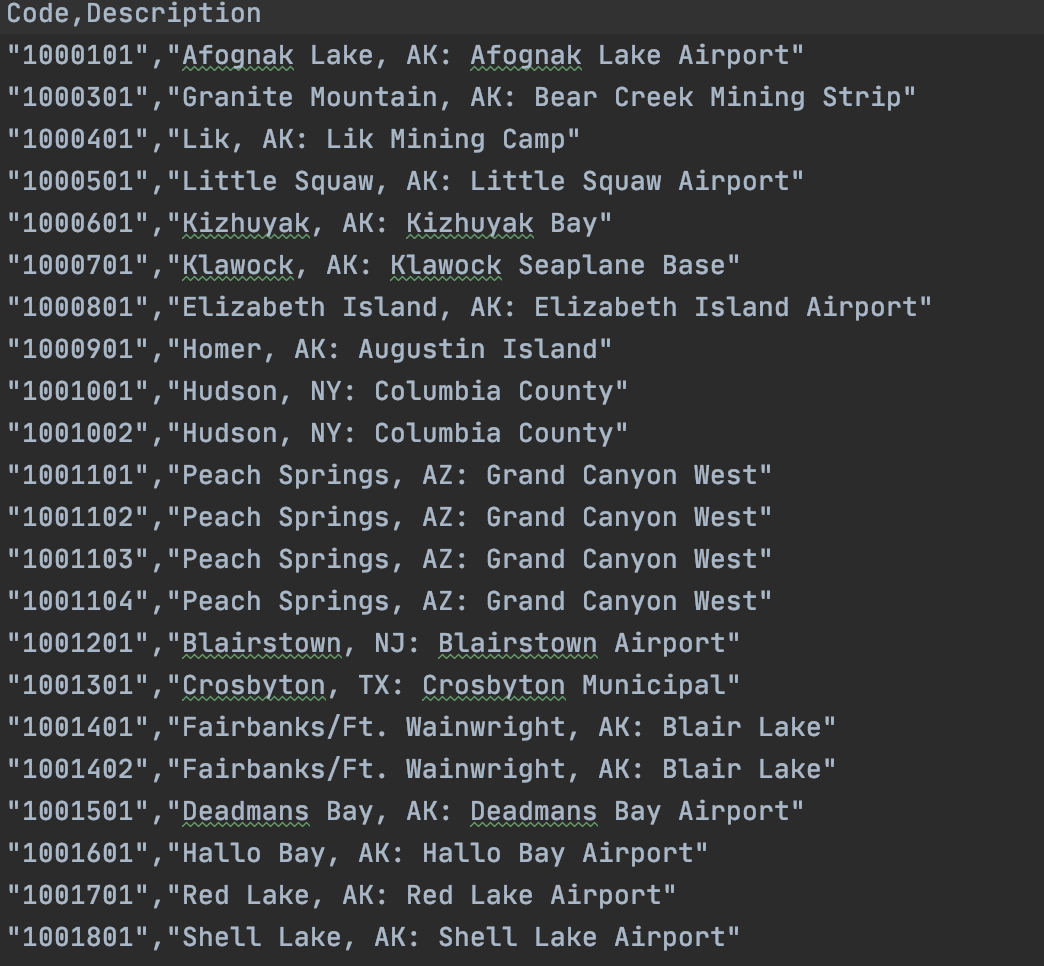 Code,Description
"1000101","Afognak Lake, AK: Afognak Lake Airport"
"1000301","Granite Mountain, AK: Bear Creek Mining Strip"
"1000401","Lik, AK: Lik Mining Camp"
"1000501","Little Squaw, AK: Little Squaw Airport"
"1000601","Kizhuyak, AK: Kizhuyak Bay"
"1000701","Klawock, AK: Klawock Seaplane Base"
"1000801","Elizabeth Island, AK: Elizabeth Island Airport"
"1000901","Homer, AK: Augustin Island"
"1001001","Hudson, NY: Columbia County"
"1001002","Hudson, NY: Columbia County"
"1001101","Peach Springs, AZ: Grand Canyon West"
"1001102","Peach Springs, AZ: Grand Canyon West"
"1001103","Peach Springs, AZ: Grand Canyon West"
"1001104","Peach Springs, AZ: Grand Canyon West"
"1001201","Blairstown, NJ: Blairstown Airport"
"1001301","Crosbyton, TX: Crosbyton Municipal"
"1001401","Fairbanks/Ft. Wainwright, AK: Blair Lake"
"1001402","Fairbanks/Ft. Wainwright, AK: Blair Lake"
"1001501","Deadmans Bay, AK: Deadmans Bay Airport"
"1001601","Hallo Bay, AK: Hallo Bay Airport"
"1001701","Red Lake, AK: Red Lake Airport"
"1001801","Shell Lake, AK: Shell Lake Airport"